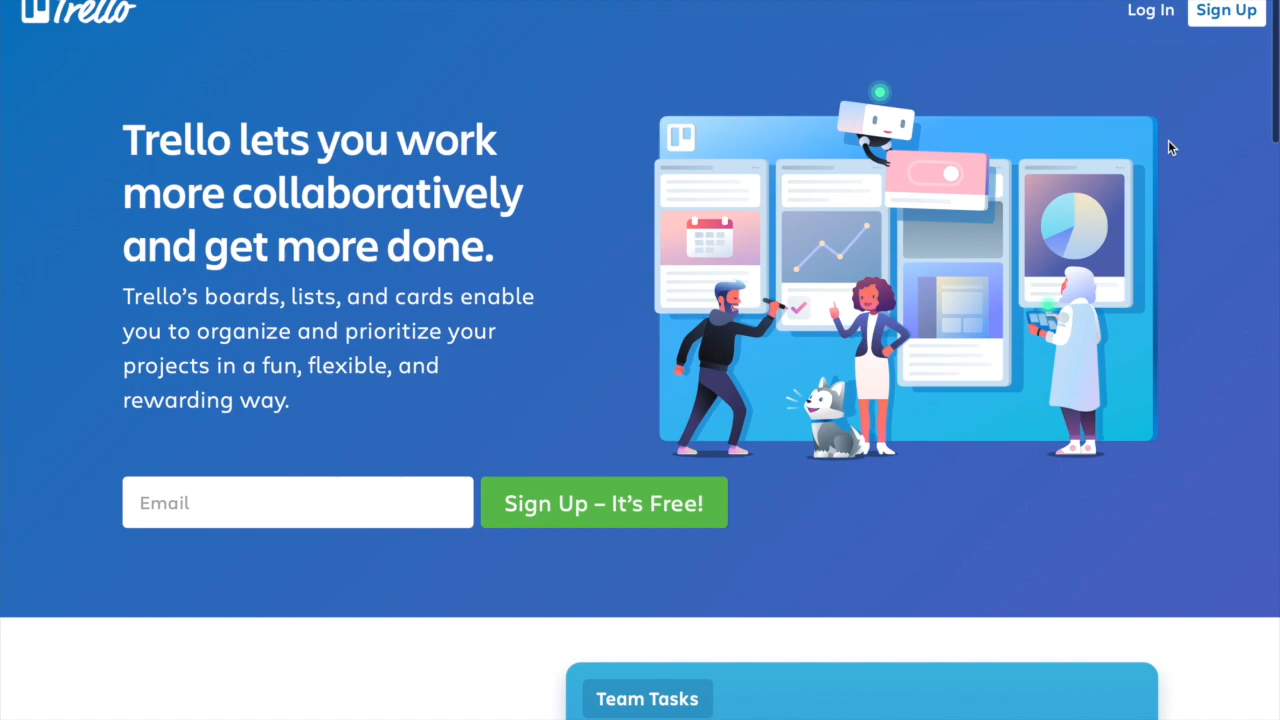 Trello
Log In
Sign Up
Trello lets you work
more collaboratively
and get more done.
Trello’s boards, lists, and cards enable
you to organize and prioritize your
projects in a fun, flexible, and
rewarding way.
Email
Sign Up – It’s Free!
Team Tasks